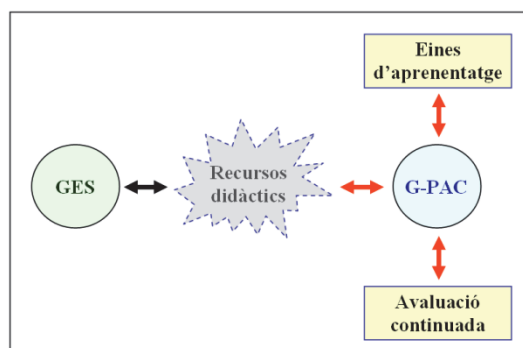 Eines
d'aprenentatge
GES
Recursos
didàctics
G-PAC
Avaluació
continuada